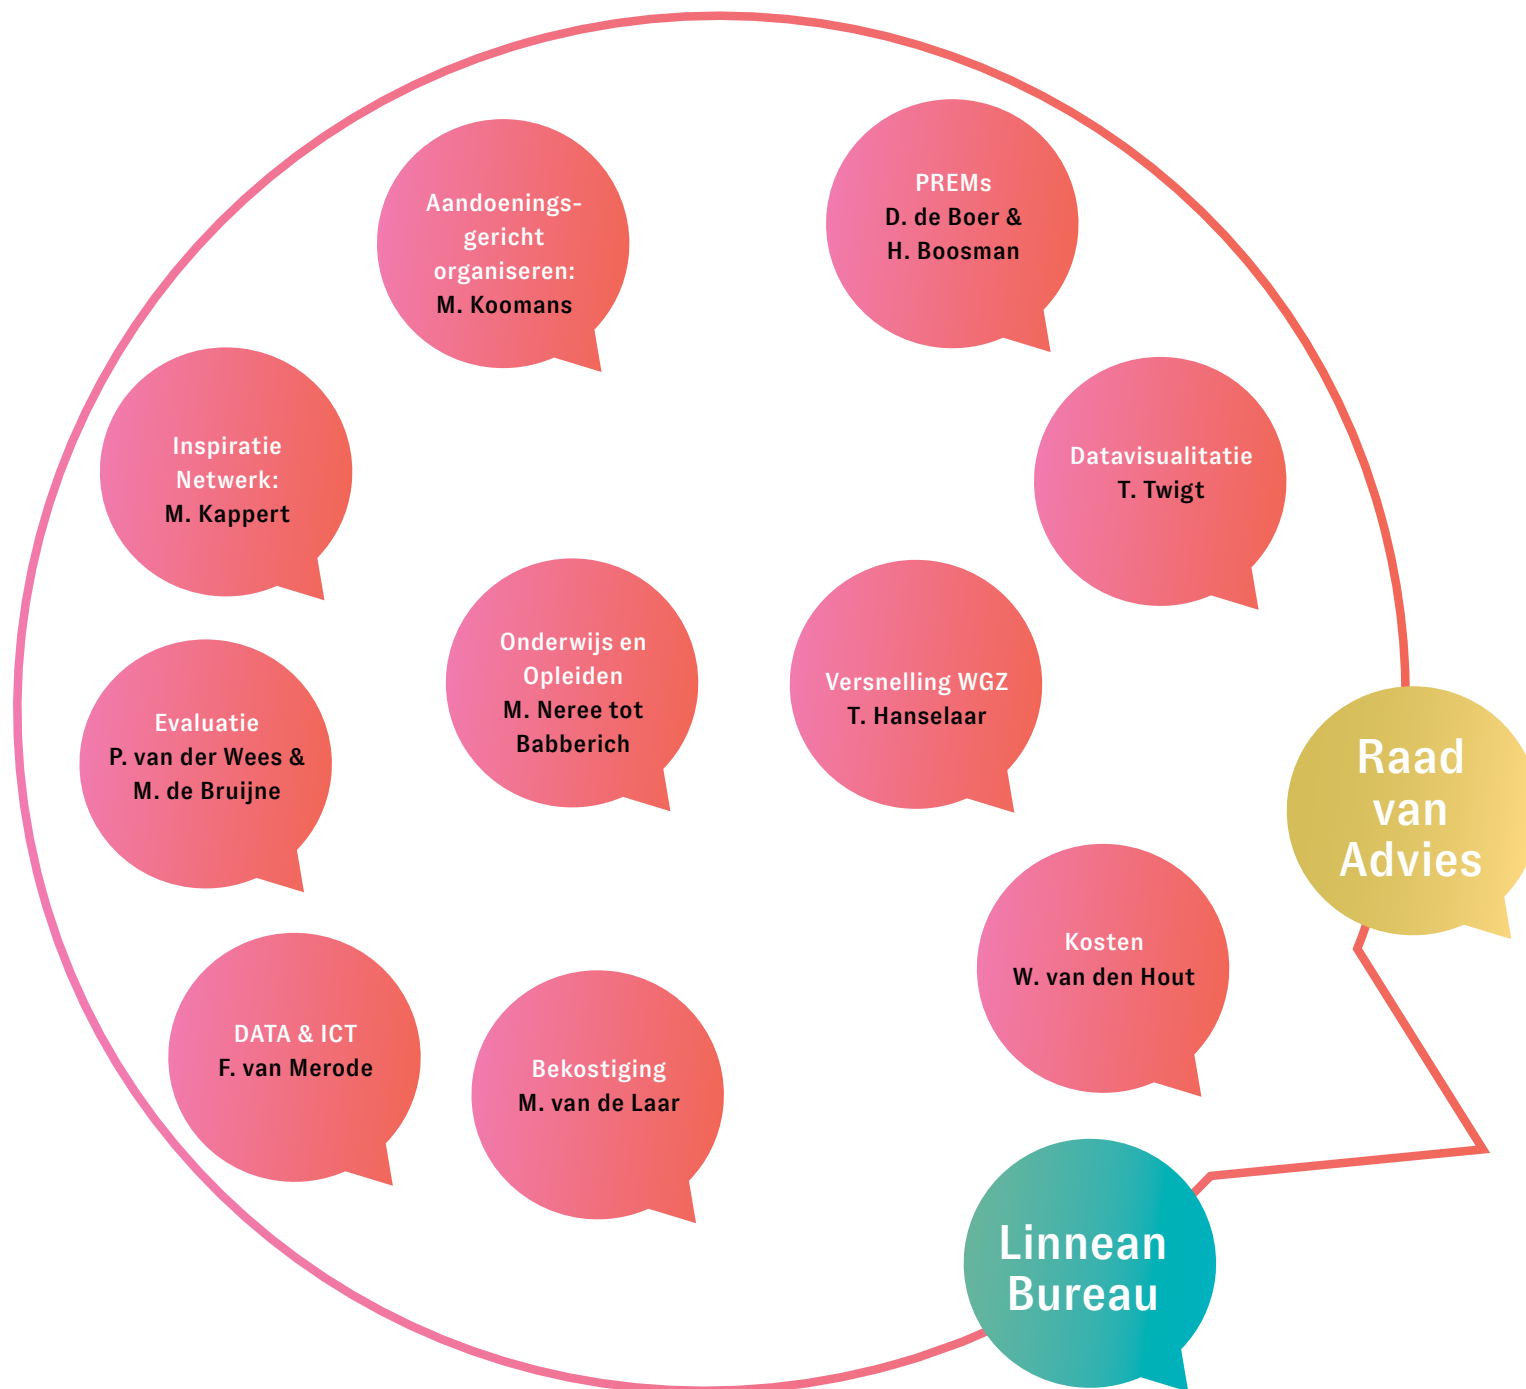 Aandoenings-
gericht
organiseren:
M. Koomans
PREMs
D. de Boer &
H. Boosman
Inspiratie
Netwerk:
M. Kappert
Datavisualitatie
T. Twigt
Onderwijs en
Opleiden
M. Neree tot
Babberich
Versnelling WGZ
T. Hanselaar
Evaluatie
P. van der Wees &
M. de Bruijne
Raad
van
Advies
Kosten
W. van den Hout
DATA & ICT
F. van Merode
Bekostiging
M. van de Laar
Linnean
Bureau